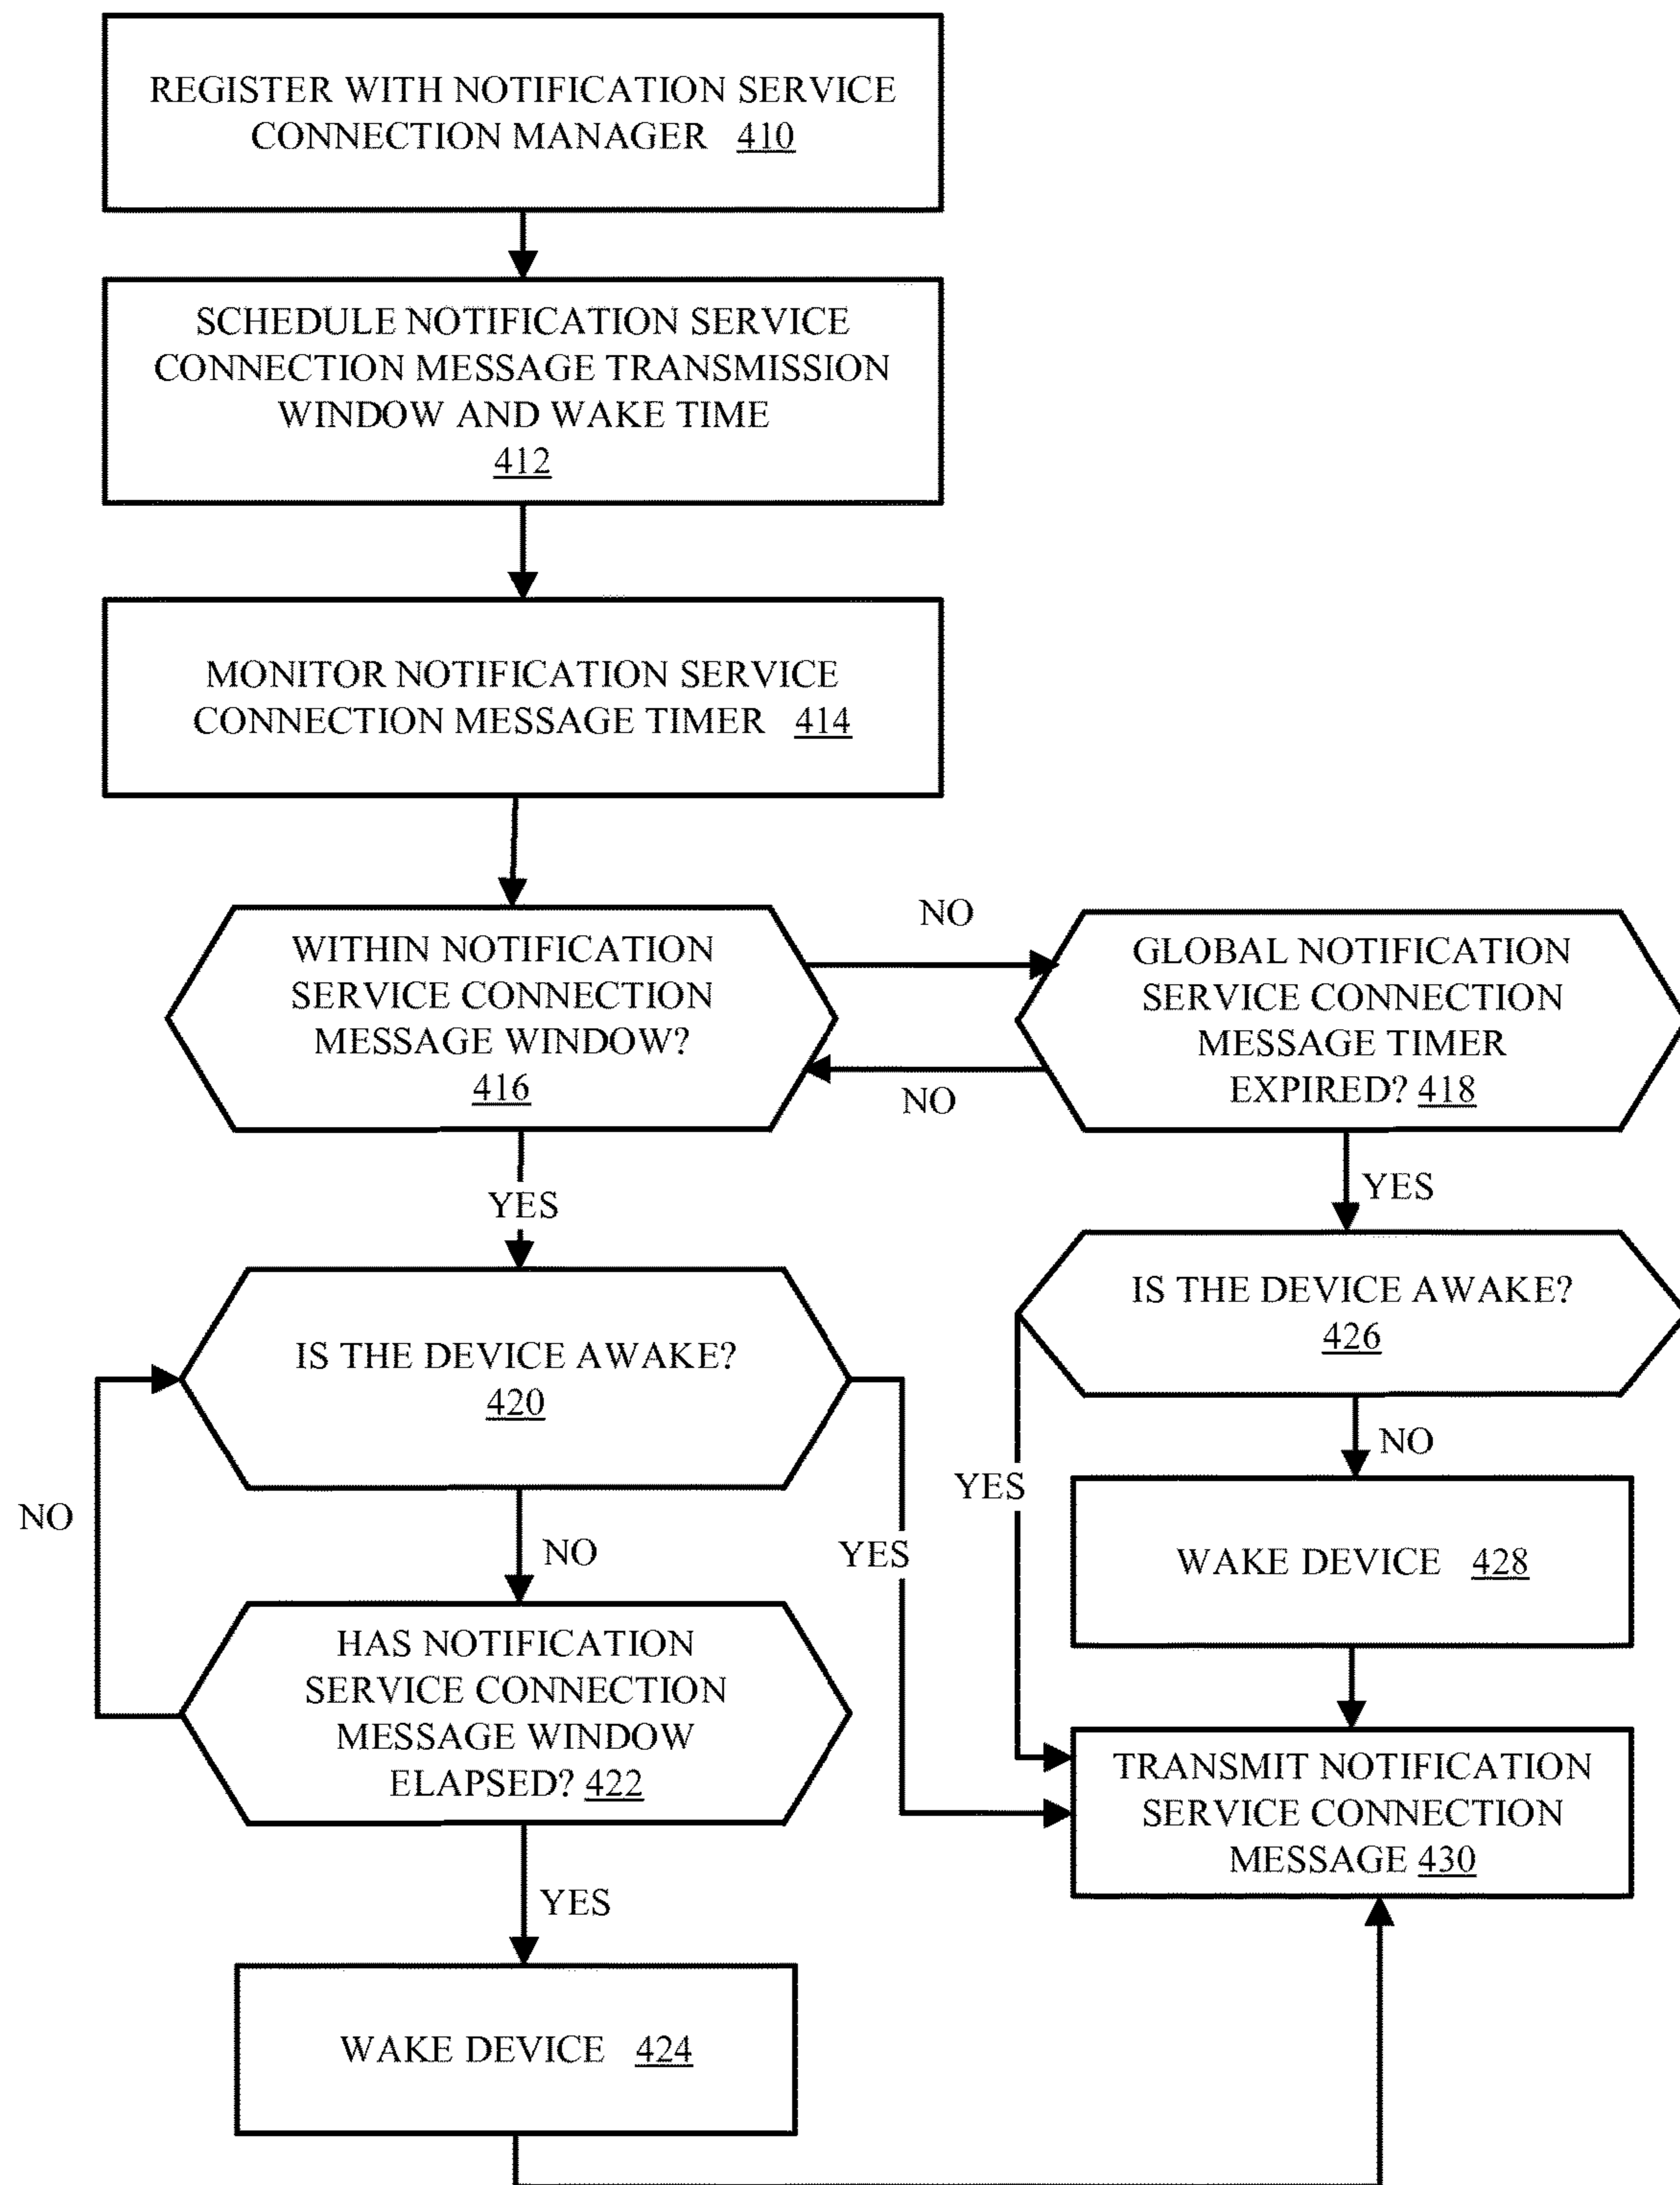 REGISTER WITH NOTIFICATION SERVICE
CONNECTION MANAGER 410
SCHEDULE NOTIFICATION SERVICE
CONNECTION MESSAGE TRANSMISSION
WINDOW AND WAKE TIME
412
MONITOR NOTIFICATION SERVICE
CONNECTION MESSAGE TIMER 414
WITHIN NOTIFICATION
SERVICE CONNECTION
MESSAGE WINDOW?
416
NO
NO
GLOBAL NOTIFICATION
SERVICE CONNECTION
MESSAGE TIMER
EXPIRED? 418
YES
YES
IS THE DEVICE AWAKE?
420
IS THE DEVICE AWAKE?
426
NO
NO
YES
YES
NO
HAS NOTIFICATION
SERVICE CONNECTION
MESSAGE WINDOW
ELAPSED? 422
WAKE DEVICE 428
TRANSMIT NOTIFICATION
SERVICE CONNECTION
MESSAGE 430
YES
WAKE DEVICE 424